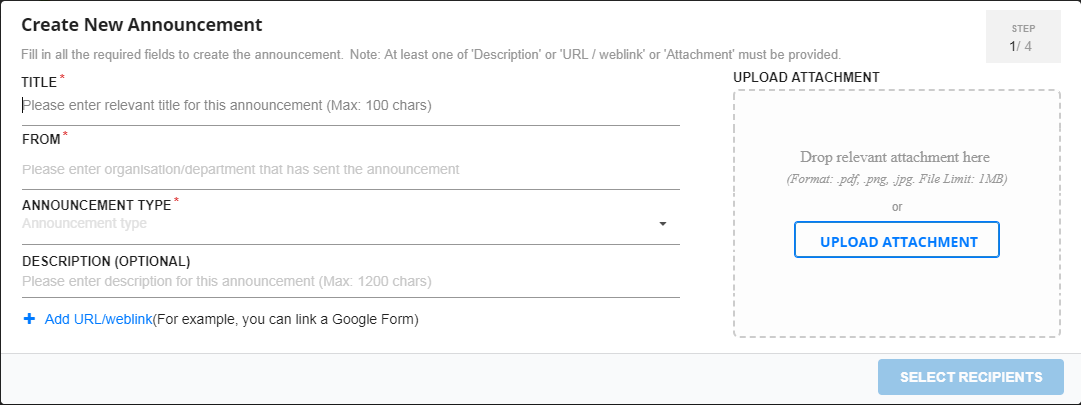 Create New Announcement
STEP
1/ 4
Fill in all the required fields to create the announcement. Note: At least one of 'Description' or 'URL / weblink' or 'Attachment' must be provided.
TITLE*
Please enter relevant title for this announcement (Max: 100 chars)
FROM*
Please enter organisation/department that has sent the announcement
ANNOUNCEMENT TYPE*
Announcement type
DESCRIPTION (OPTIONAL)
Please enter description for this announcement (Max: 1200 chars)
+ Add URL/weblink(For example, you can link a Google Form)
UPLOAD ATTACHMENT
Drop relevant attachment here
(Format: .pdf, .png, .jpg. File Limit: 1MB)
or
UPLOAD ATTACHMENT
SELECT RECIPIENTS